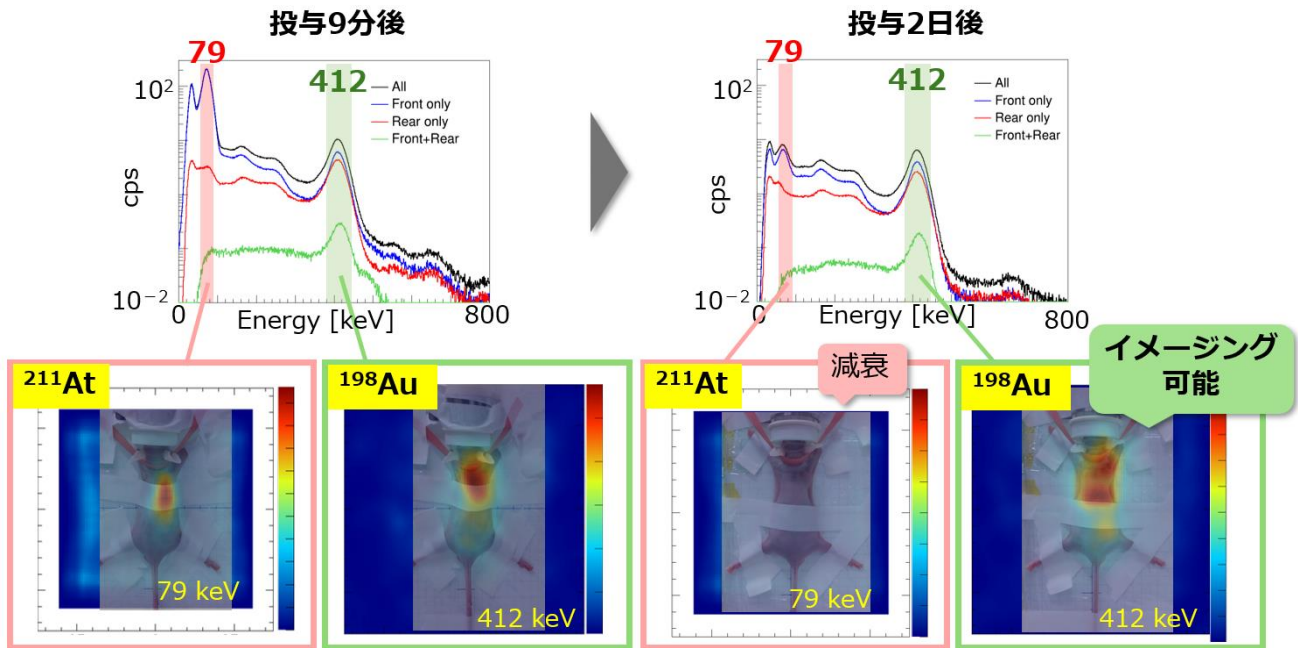 投与9分後
79
412
10²
10⁻²
cps
All
Front only
Rear only
Front+Rear
0
Energy [keV]
800
投与2日後
79
412
10²
10⁻²
cps
All
Front only
Rear only
Front+Rear
0
Energy [keV]
800
²¹¹At
79 keV
¹⁹⁸Au
412 keV
²¹¹At
減衰
79 keV
¹⁹⁸Au
イメージング
可能
412 keV